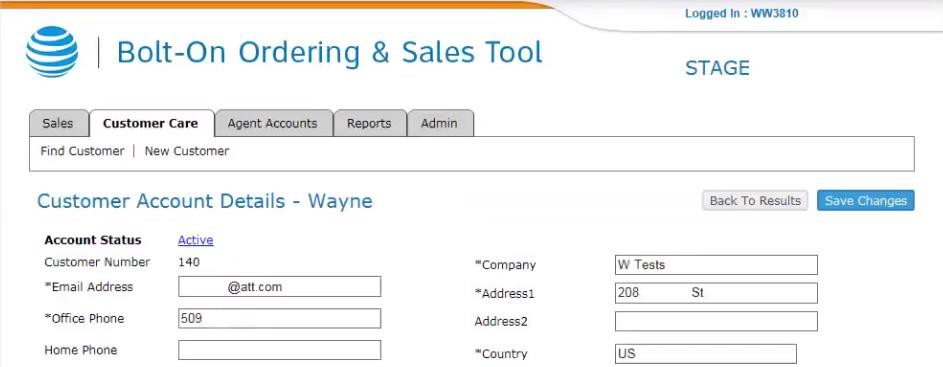 Logged In : WW3810
Bolt-On Ordering & Sales Tool
STAGE
Sales Customer Care Agent Accounts Reports Admin
Find Customer | New Customer
Customer Account Details - Wayne Back To Results Save Changes
Account Status Active
Customer Number 140
*Email Address @att.com
*Office Phone 509
Home Phone
*Company W Tests
*Address1 208 St
Address2
*Country US